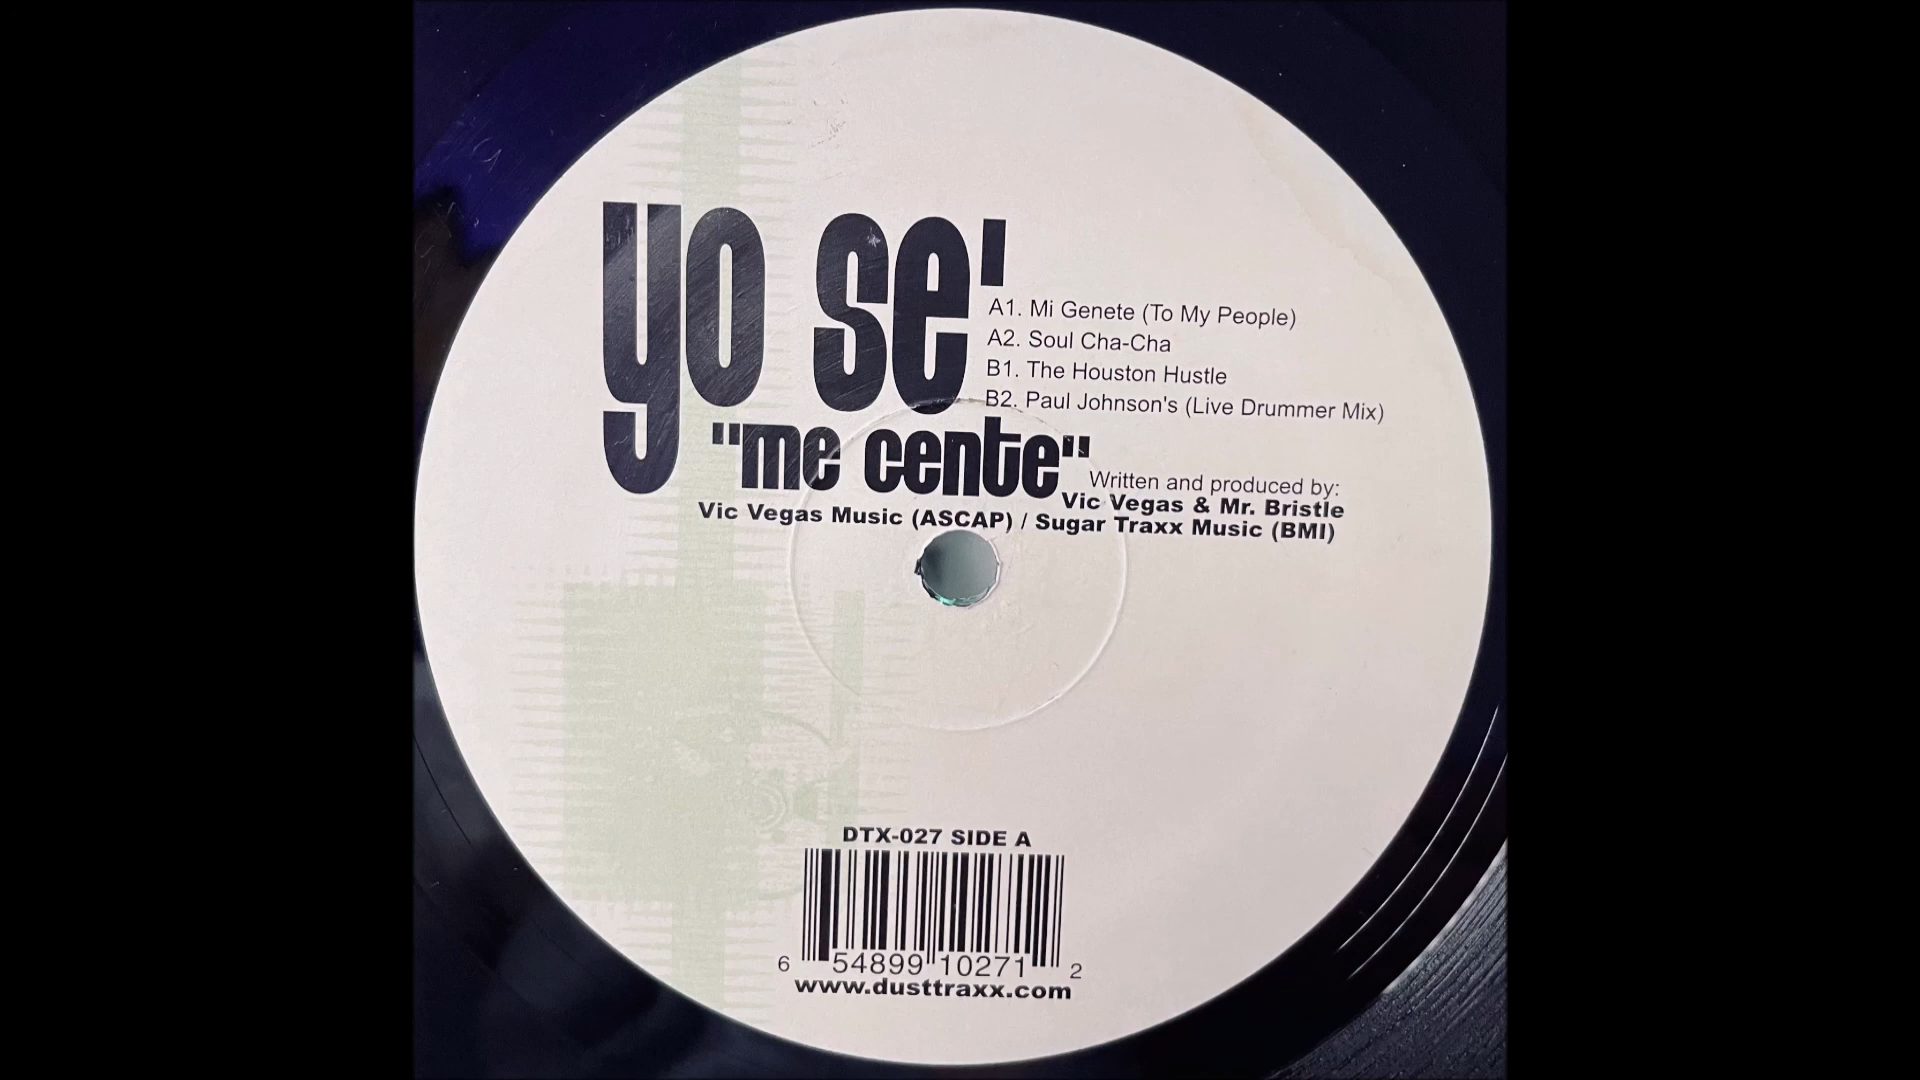 yo se'
A1. Mi Genete (To My People)
A2. Soul Cha-Cha
B1. The Houston Hustle
B2. Paul Johnson's (Live Drummer Mix)
"me cente"
Written and produced by:
Vic Vegas & Mr. Bristle
Vic Vegas Music (ASCAP) / Sugar Traxx Music (BMI)
DTX-027 SIDE A
6 54899 10271 2
www.dusttraxx.com